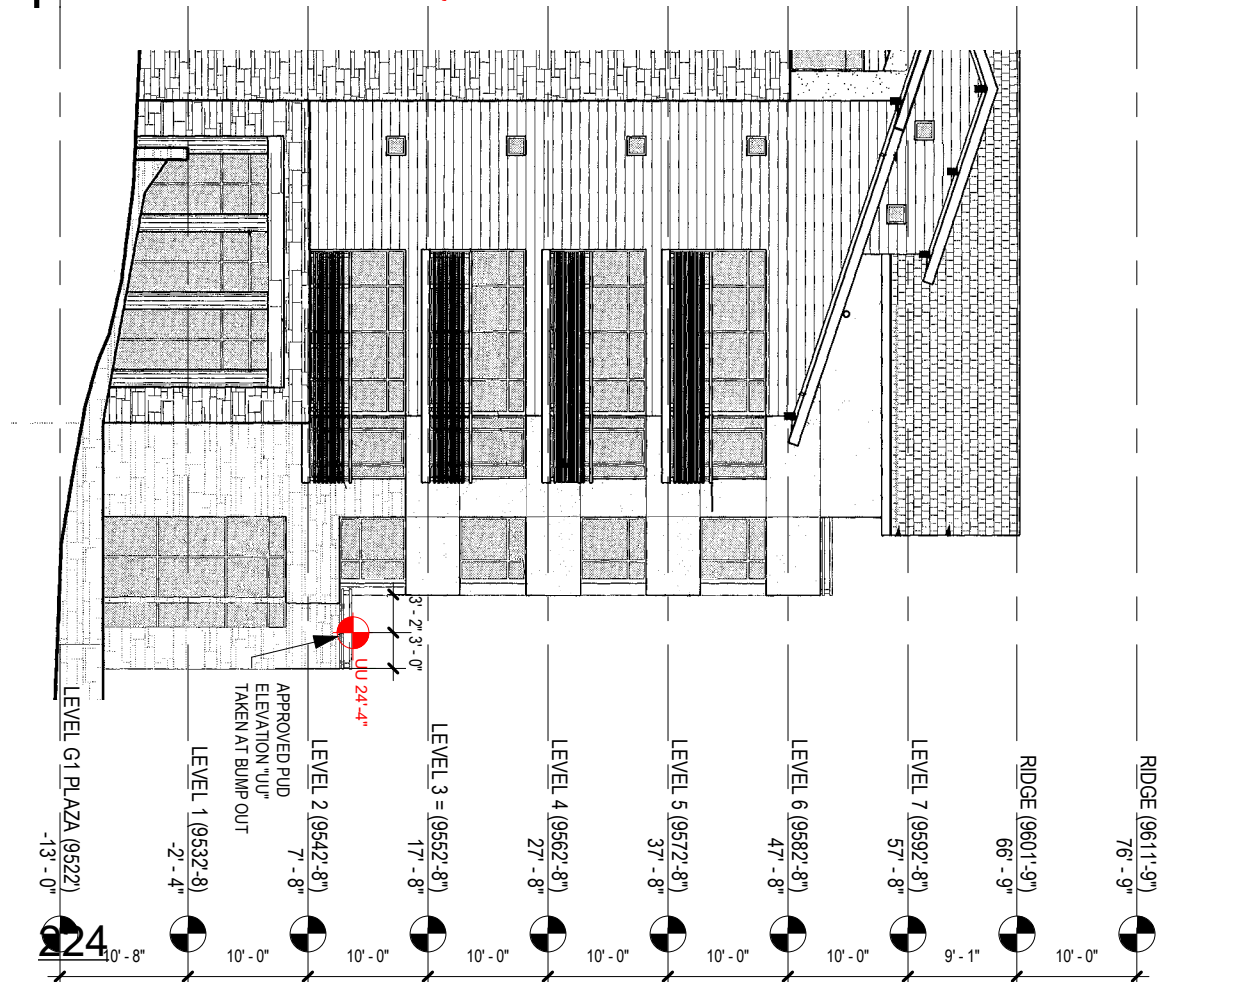 3' - 2"
3' - 0"
UU 24'-4"
APPROVED PUD
ELEVATION "UU"
TAKEN AT BUMP OUT
LEVEL G1 PLAZA (9522')
-13' - 0"
LEVEL 1 (9532'-8)
-2' - 4"
LEVEL 2 (9542'-8")
7' - 8"
LEVEL 3 = (9552'-8")
17' - 8"
LEVEL 4 (9562'-8")
27' - 8"
LEVEL 5 (9572'-8")
37' - 8"
LEVEL 6 (9582'-8")
47' - 8"
LEVEL 7 (9592'-8")
57' - 8"
RIDGE (9601'-9")
66' - 9"
RIDGE (9611'-9")
76' - 9"
224
10' - 8"
10' - 0"
10' - 0"
10' - 0"
10' - 0"
10' - 0"
10' - 0"
9' - 1"
10' - 0"